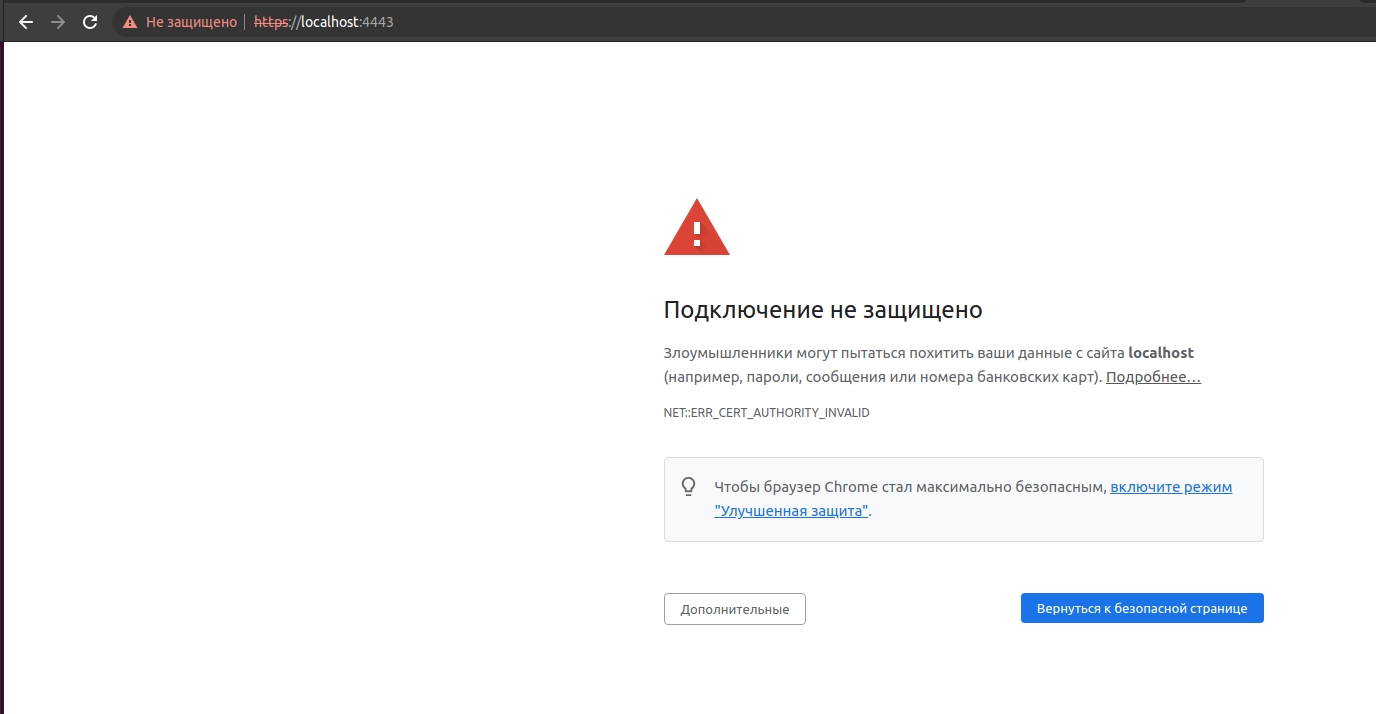 Не защищено https://localhost:4443
Подключение не защищено
Злоумышленники могут пытаться похитить ваши данные с сайта localhost
(например, пароли, сообщения или номера банковских карт). Подробнее…
NET::ERR_CERT_AUTHORITY_INVALID
Чтобы браузер Chrome стал максимально безопасным, включите режим
"Улучшенная защита".
Дополнительные
Вернуться к безопасной странице